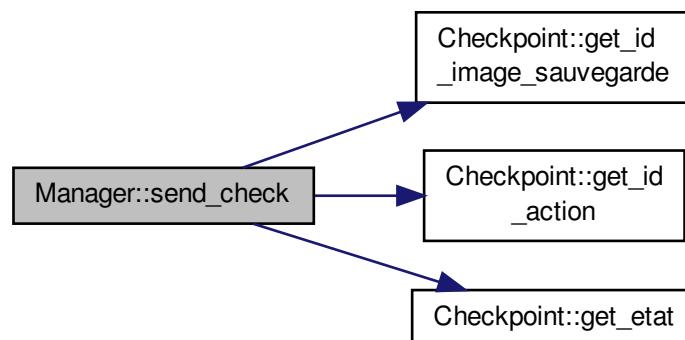 Checkpoint::get_id
_image_sauvegarde
Manager::send_check
Checkpoint::get_id
_action
Checkpoint::get_etat